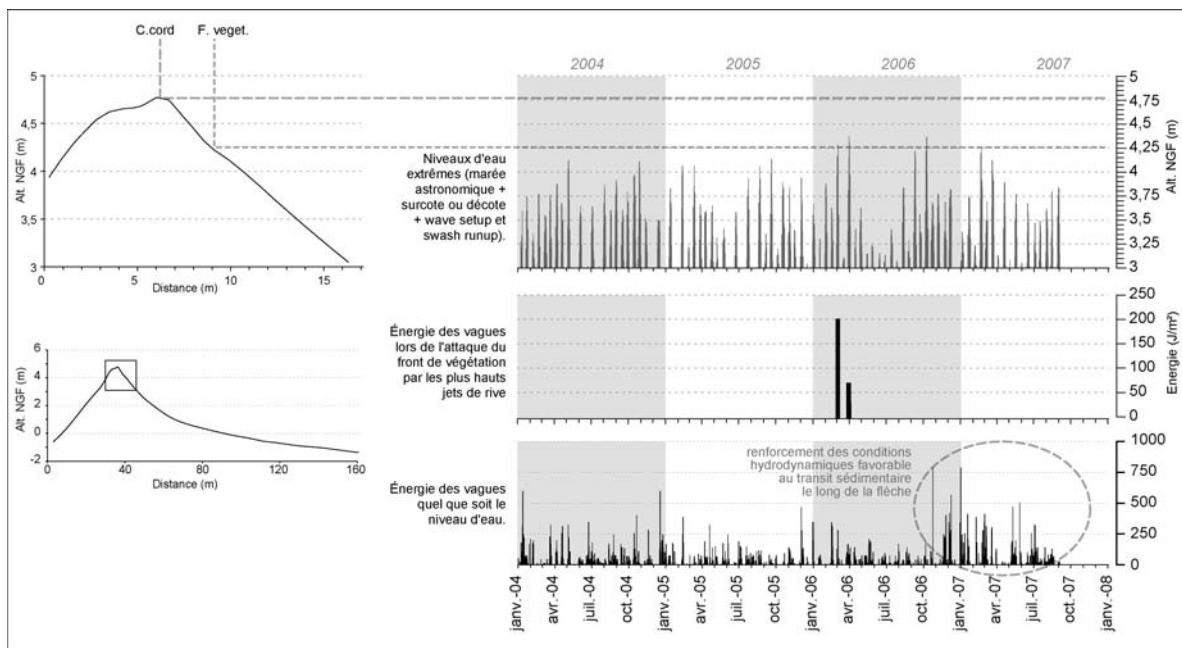 C.cord F. veget.
2004 2005 2006 2007
5
4,5
4
3,5
3
Alt. NGF (m)
0 5 10 15
Distance (m)
Niveaux d'eau
extrêmes (marée
astronomique +
surcote ou décote
+ wave setup et
swash runup).
5
4,75
4,5
4,25
4
3,75
3,5
3,25
3
Alt. NGF (m)
6
4
2
0
-2
Alt. NGF (m)
0 40 80 120 160
Distance (m)
Énergie des vagues
lors de l'attaque du
front de végétation
par les plus hauts
jets de rive
250
200
150
100
50
0
Energie (J/m²)
Énergie des vagues
quel que soit le
niveau d'eau.
renforcement des conditions
hydrodynamiques favorable
au transit sédimentaire
le long de la flèche
1000
750
500
250
0
janv.-04 avr.-04 juil.-04 oct.-04 janv.-05 avr.-05 juil.-05 oct.-05 janv.-06 avr.-06 juil.-06 oct.-06 janv.-07 avr.-07 juil.-07 oct.-07 janv.-08